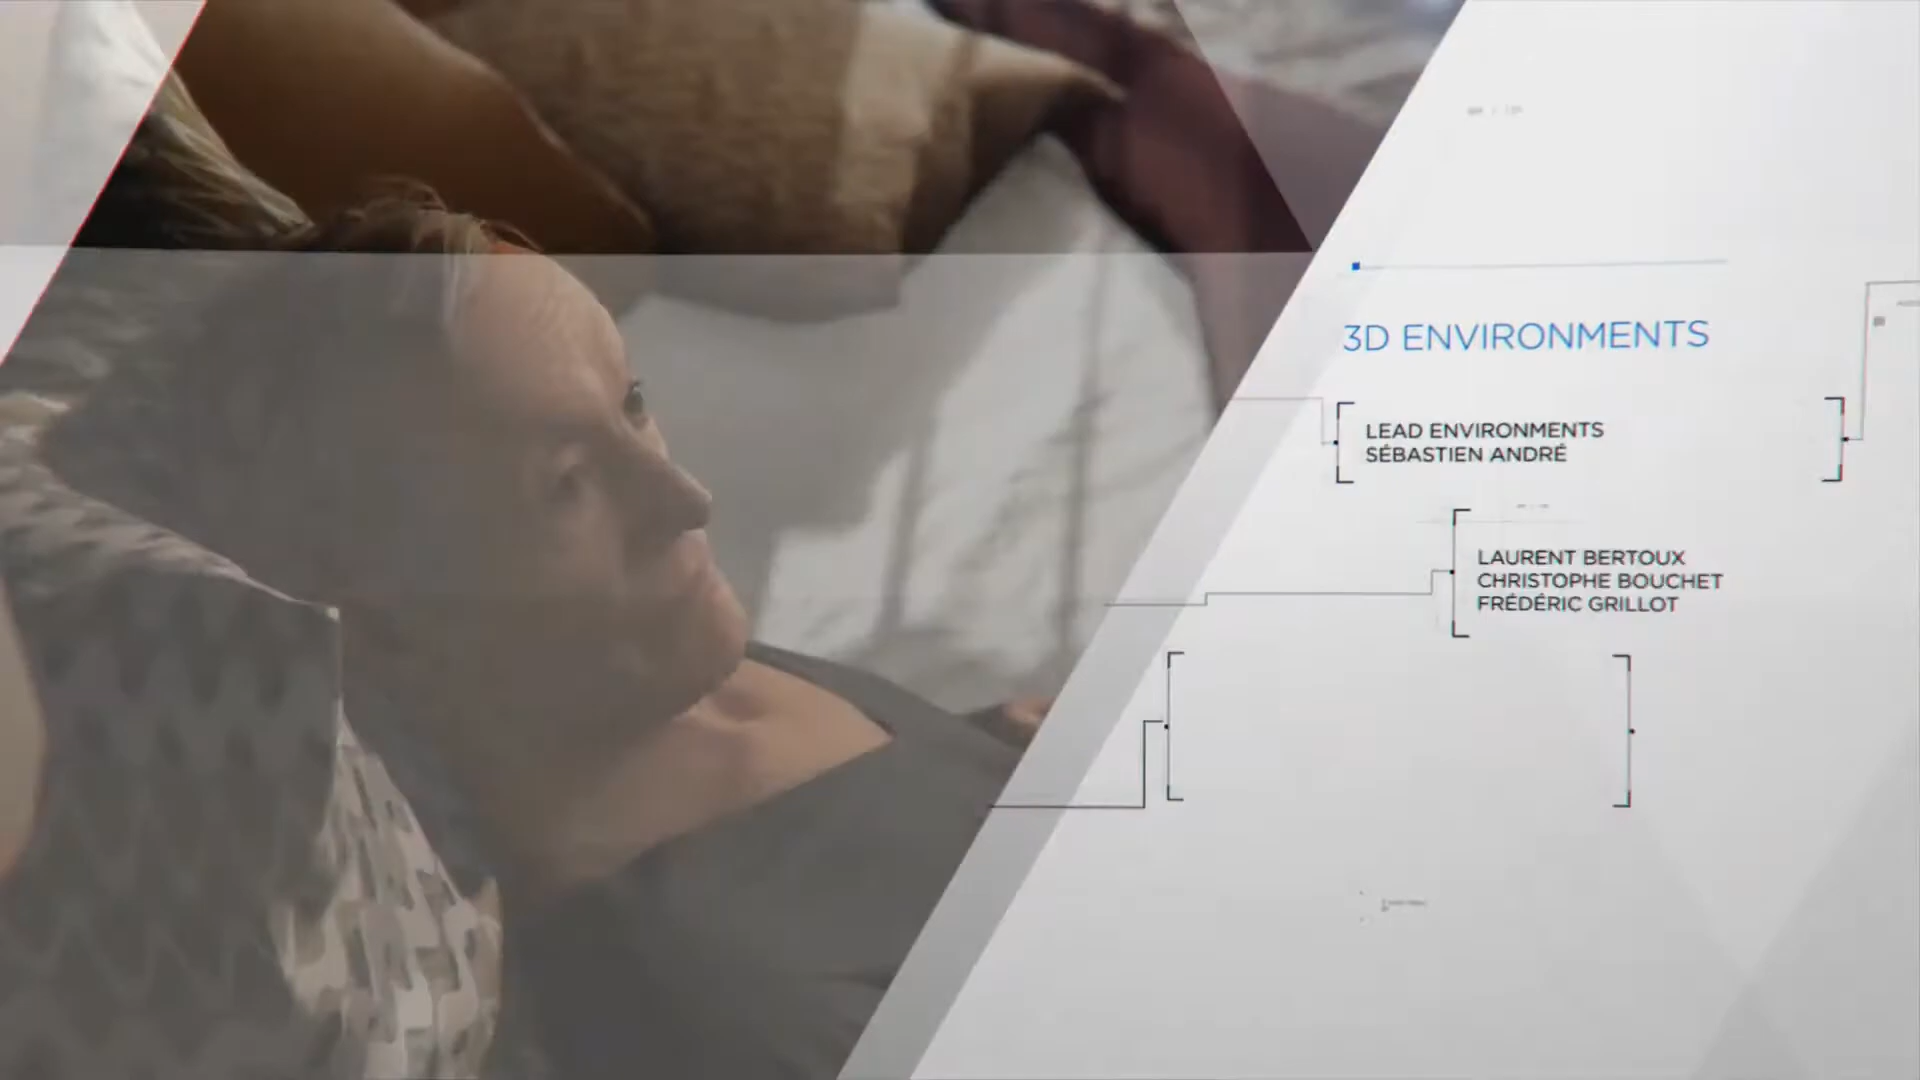 3D ENVIRONMENTS
LEAD ENVIRONMENTS
SÉBASTIEN ANDRÉ
LAURENT BERTOUX
CHRISTOPHE BOUCHET
FRÉDÉRIC GRILLOT